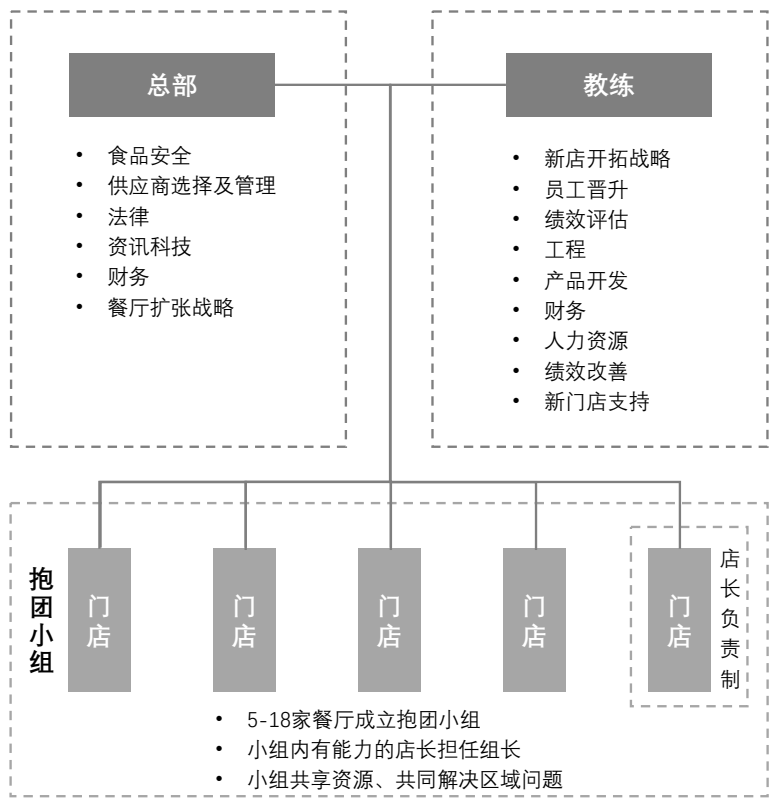 总部
• 食品安全
• 供应商选择及管理
• 法律
• 资讯科技
• 财务
• 餐厅扩张战略
教练
• 新店开拓战略
• 员工晋升
• 绩效评估
• 工程
• 产品开发
• 财务
• 人力资源
• 绩效改善
• 新门店支持
抱团小组
门店
门店
门店
门店
门店
店长负责制
• 5-18家餐厅成立抱团小组
• 小组内有能力的店长担任组长
• 小组共享资源、共同解决区域问题